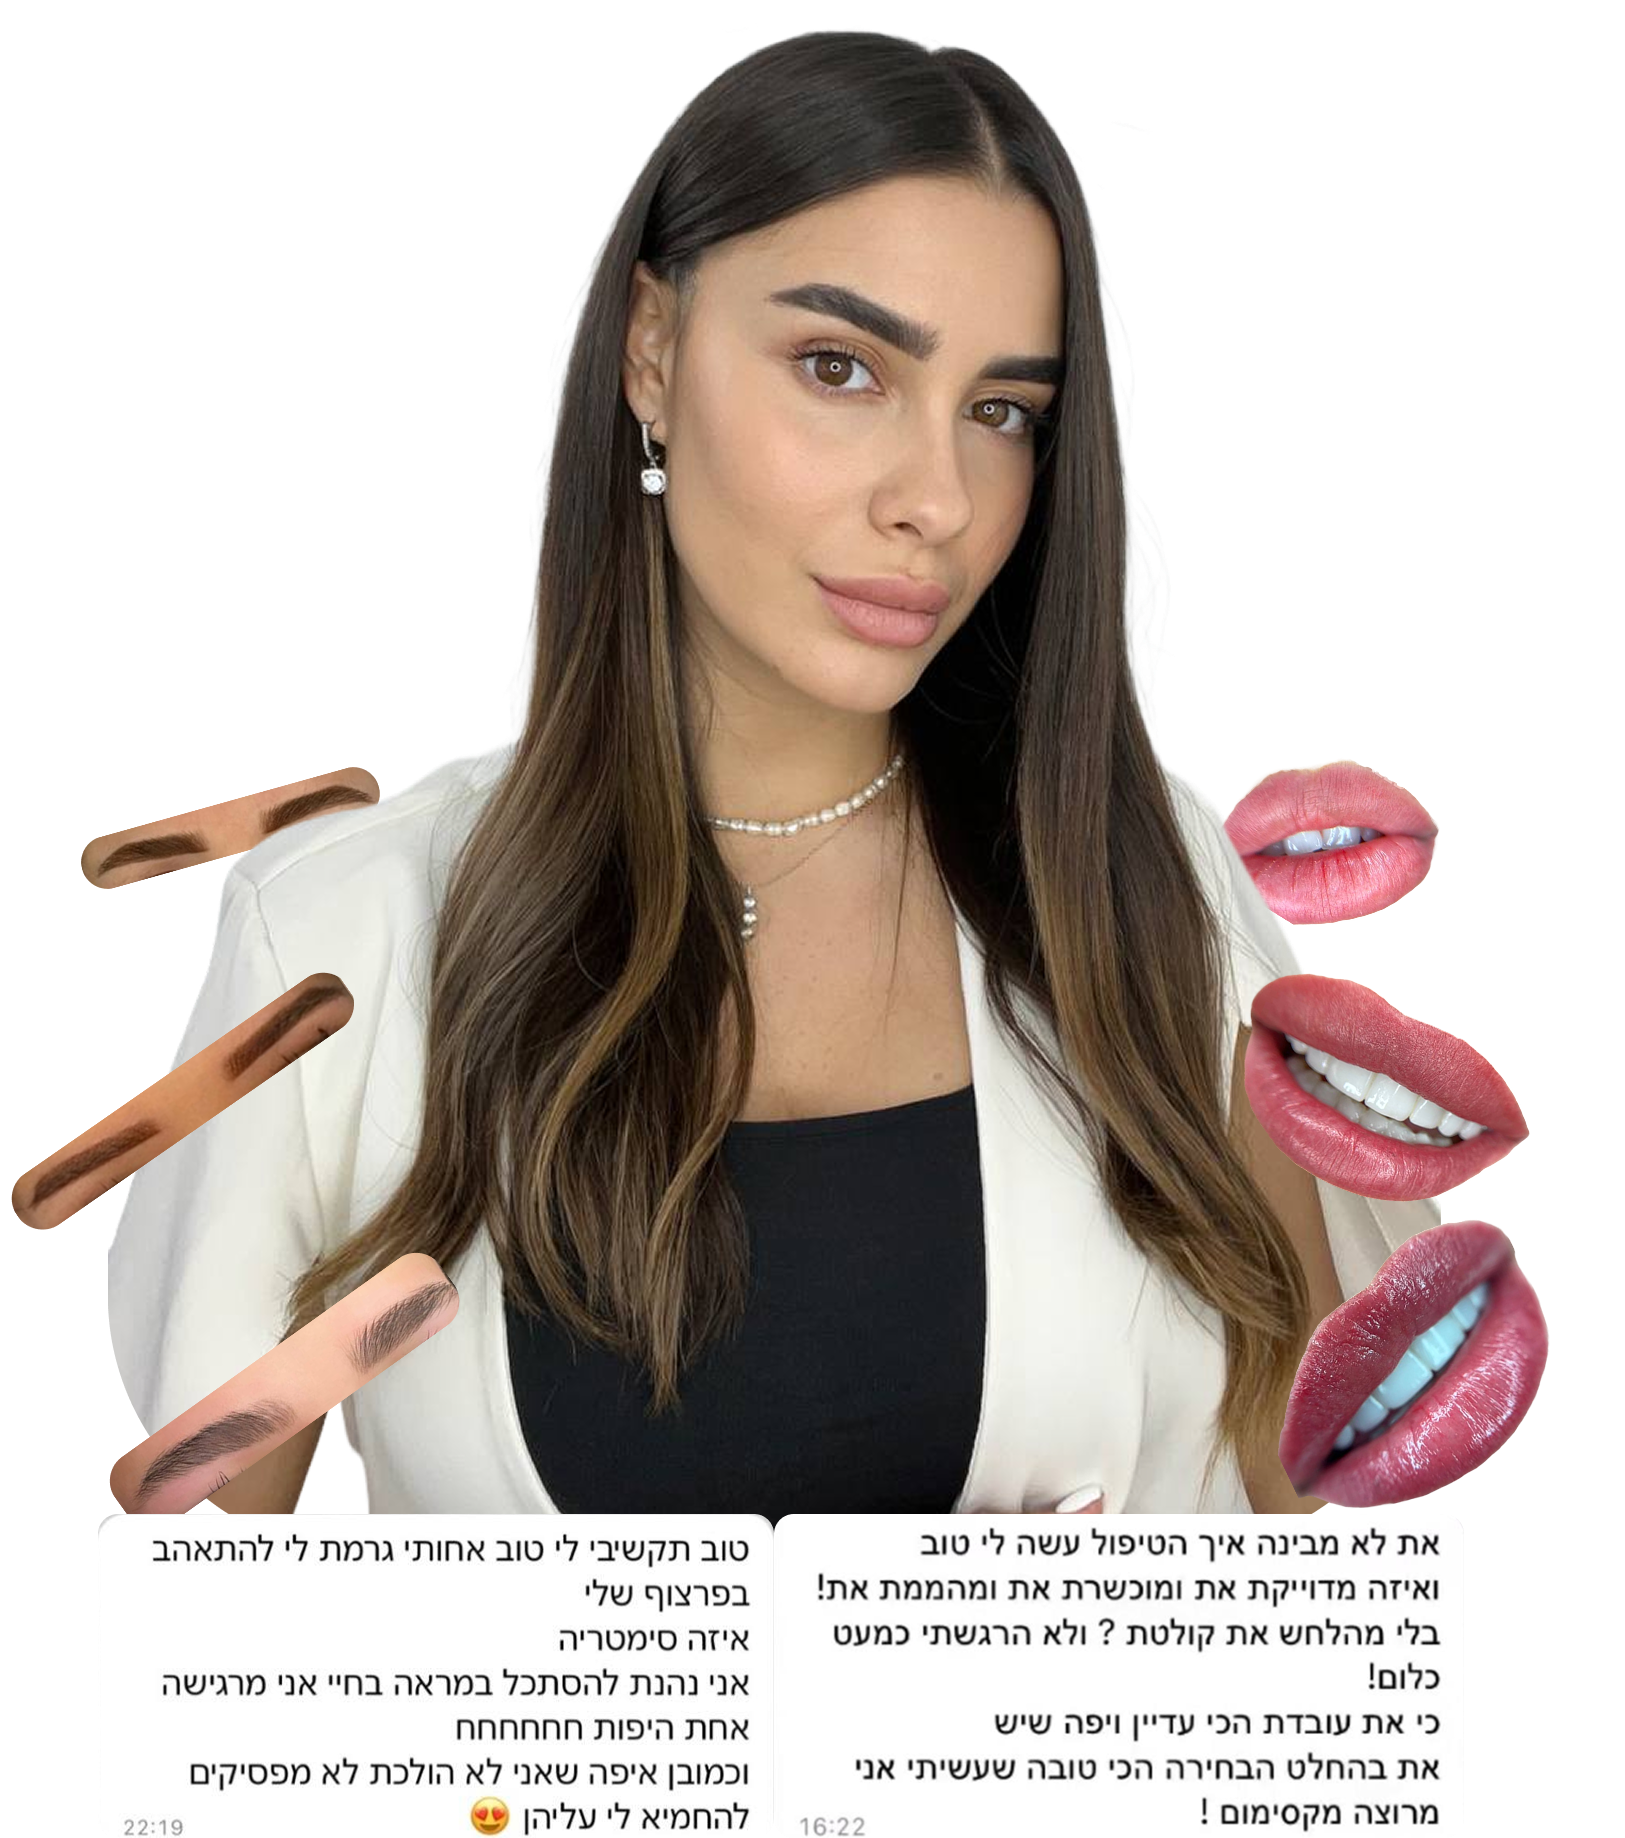 את לא מבינה איך הטיפול עשה לי טוב
ואיזה מדוייקת את ומוכשרת את ומהממת את!
בלי מהלחש את קולטת ? ולא הרגשתי כמעט
כלום!
כי את עובדת הכי עדיין ויפה שיש
את בהחלט הבחירה הכי טובה שעשיתי אני
מרוצה מקסימום !
16:22
טוב תקשיבי לי טוב אחותי גרמת לי להתאהב
בפרצוף שלי
איזה סימטריה
אני נהנת להסתכל במראה בחיי אני מרגישה
אחת היפות חחחחחח
וכמובן איפה שאני לא הולכת לא מפסיקים
להחמיא לי עליהן 😍
22:19